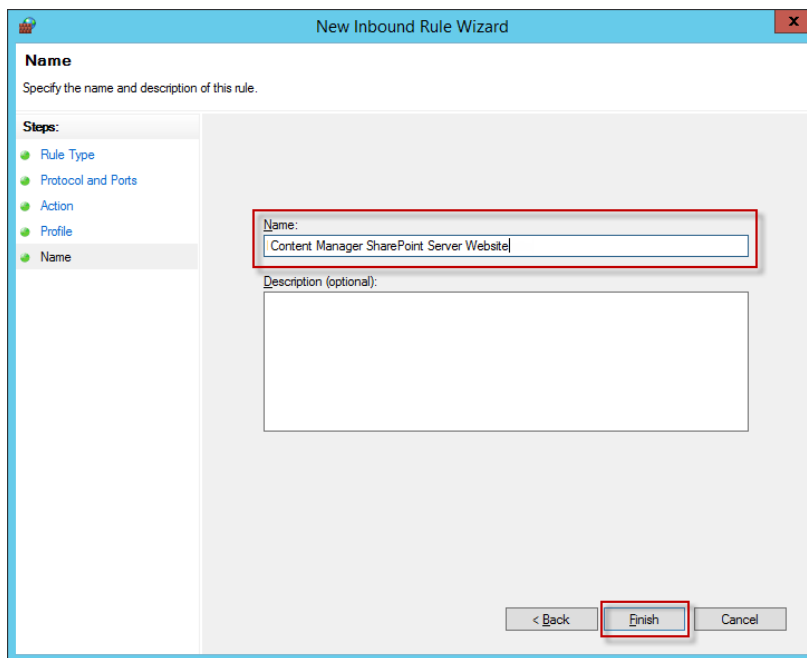 New Inbound Rule Wizard
x
Name
Specify the name and description of this rule.
Steps:
Rule Type
Protocol and Ports
Action
Profile
Name
Name:
Content Manager SharePoint Server Website
Description (optional):
< Back
Finish
Cancel